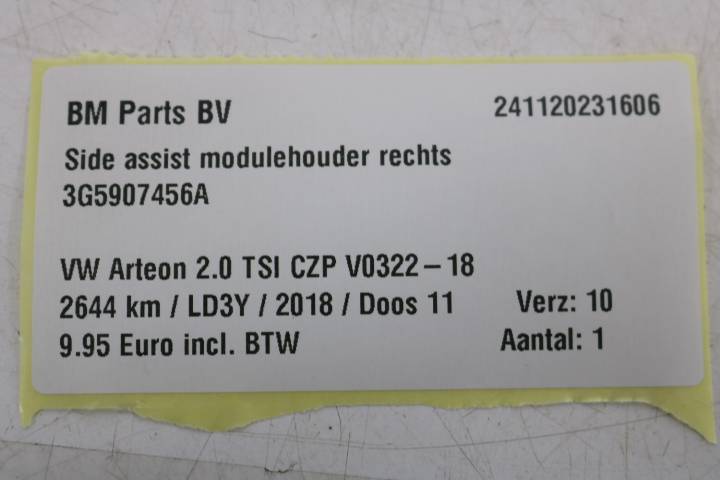 BM Parts BV 241120231606
Side assist modulehouder rechts
3G5907456A
VW Arteon 2.0 TSI CZP V0322-18
2644 km / LD3Y / 2018 / Doos 11 Verz: 10
9.95 Euro incl. BTW Aantal: 1